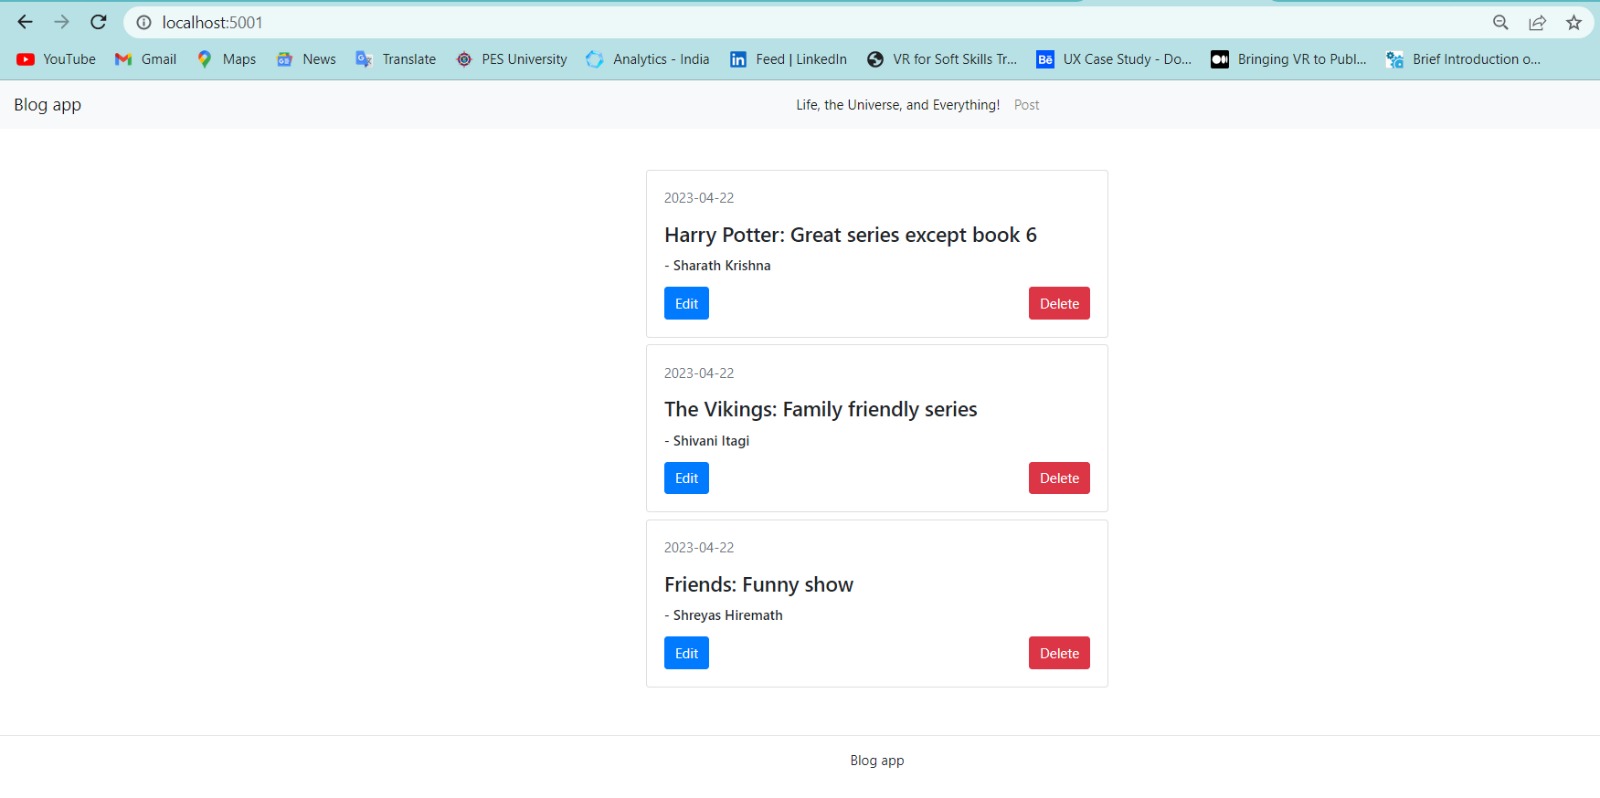 localhost:5001
YouTube Gmail Maps News Translate PES University Analytics - India Feed | LinkedIn VR for Soft Skills Tr... Bē UX Case Study - Do... Bringing VR to Publ... Brief Introduction o...
Blog app Life, the Universe, and Everything! Post
2023-04-22
Harry Potter: Great series except book 6
- Sharath Krishna
Edit Delete
2023-04-22
The Vikings: Family friendly series
- Shivani Itagi
Edit Delete
2023-04-22
Friends: Funny show
- Shreyas Hiremath
Edit Delete
Blog app